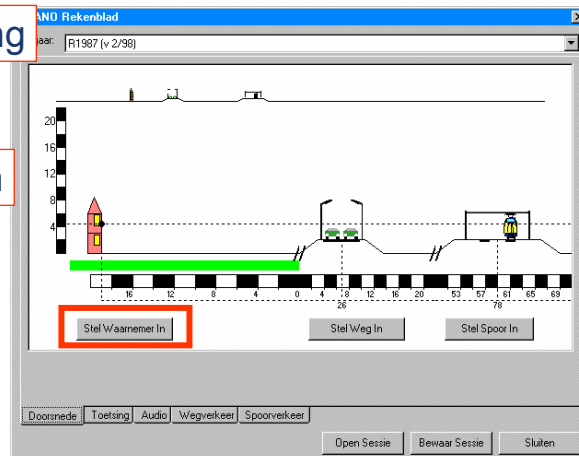 ng
ANO Rekenblad
jaar: R1987 (v 2/98)
n
20
16
12
8
4
16 12 8 4 0 4 8 12 16 20 53 57 61 65 69
26 78
Stel Waarnemer In Stel Weg In Stel Spoor In
Doorsnede Toetsing Audio Wegverkeer Spoorverkeer
Open Sessie Bewaar Sessie Sluiten